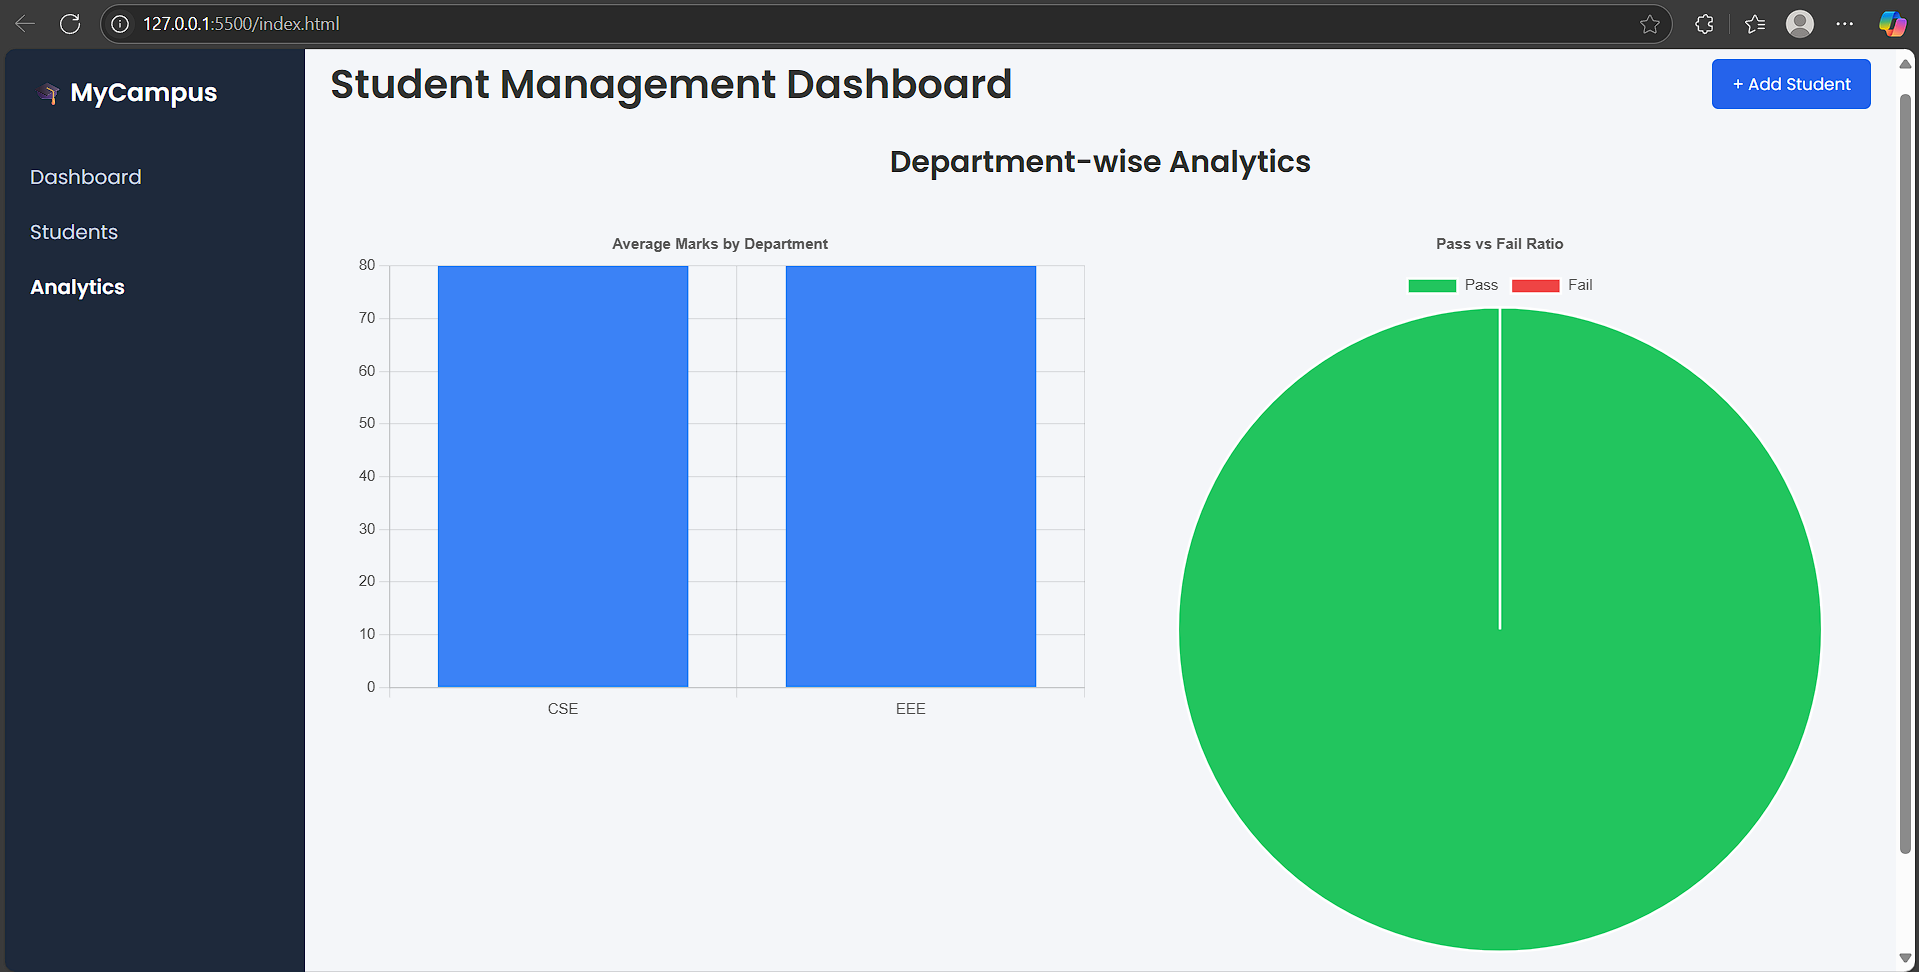 127.0.0.1:5500/index.html
MyCampus
Dashboard
Students
Analytics
Student Management Dashboard
+ Add Student
Department-wise Analytics
Average Marks by Department
80
70
60
50
40
30
20
10
0
CSE EEE
Pass vs Fail Ratio
Pass Fail